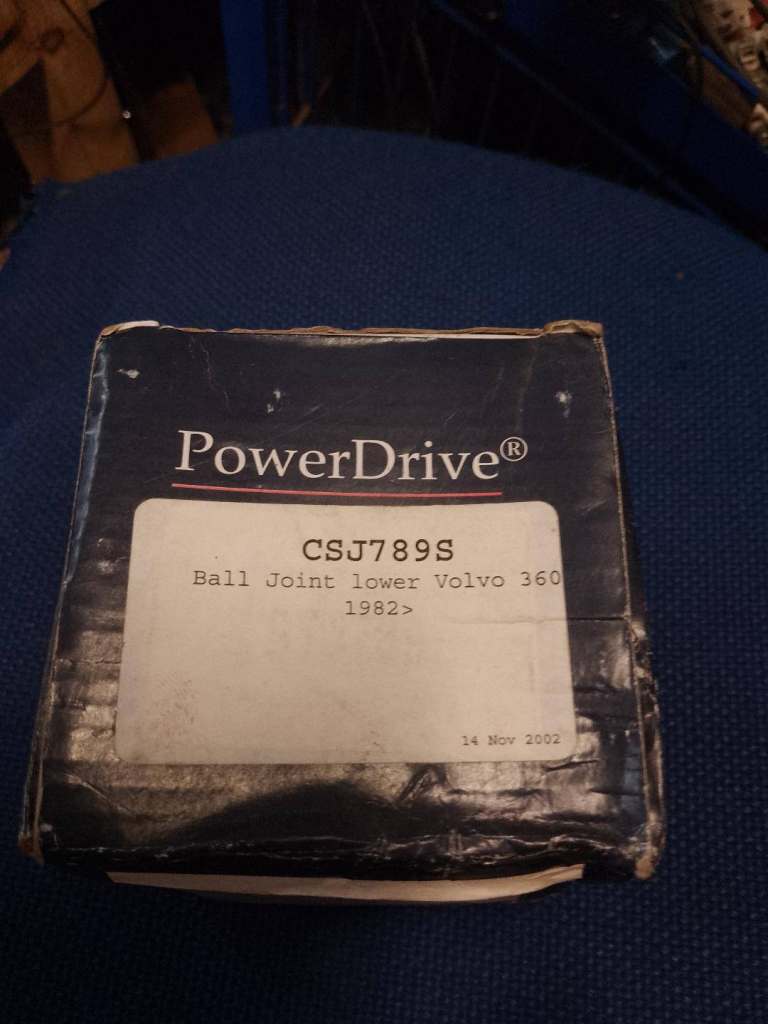 PowerDrive®
CSJ789S
Ball Joint lower Volvo 360
1982>
14 Nov 2002